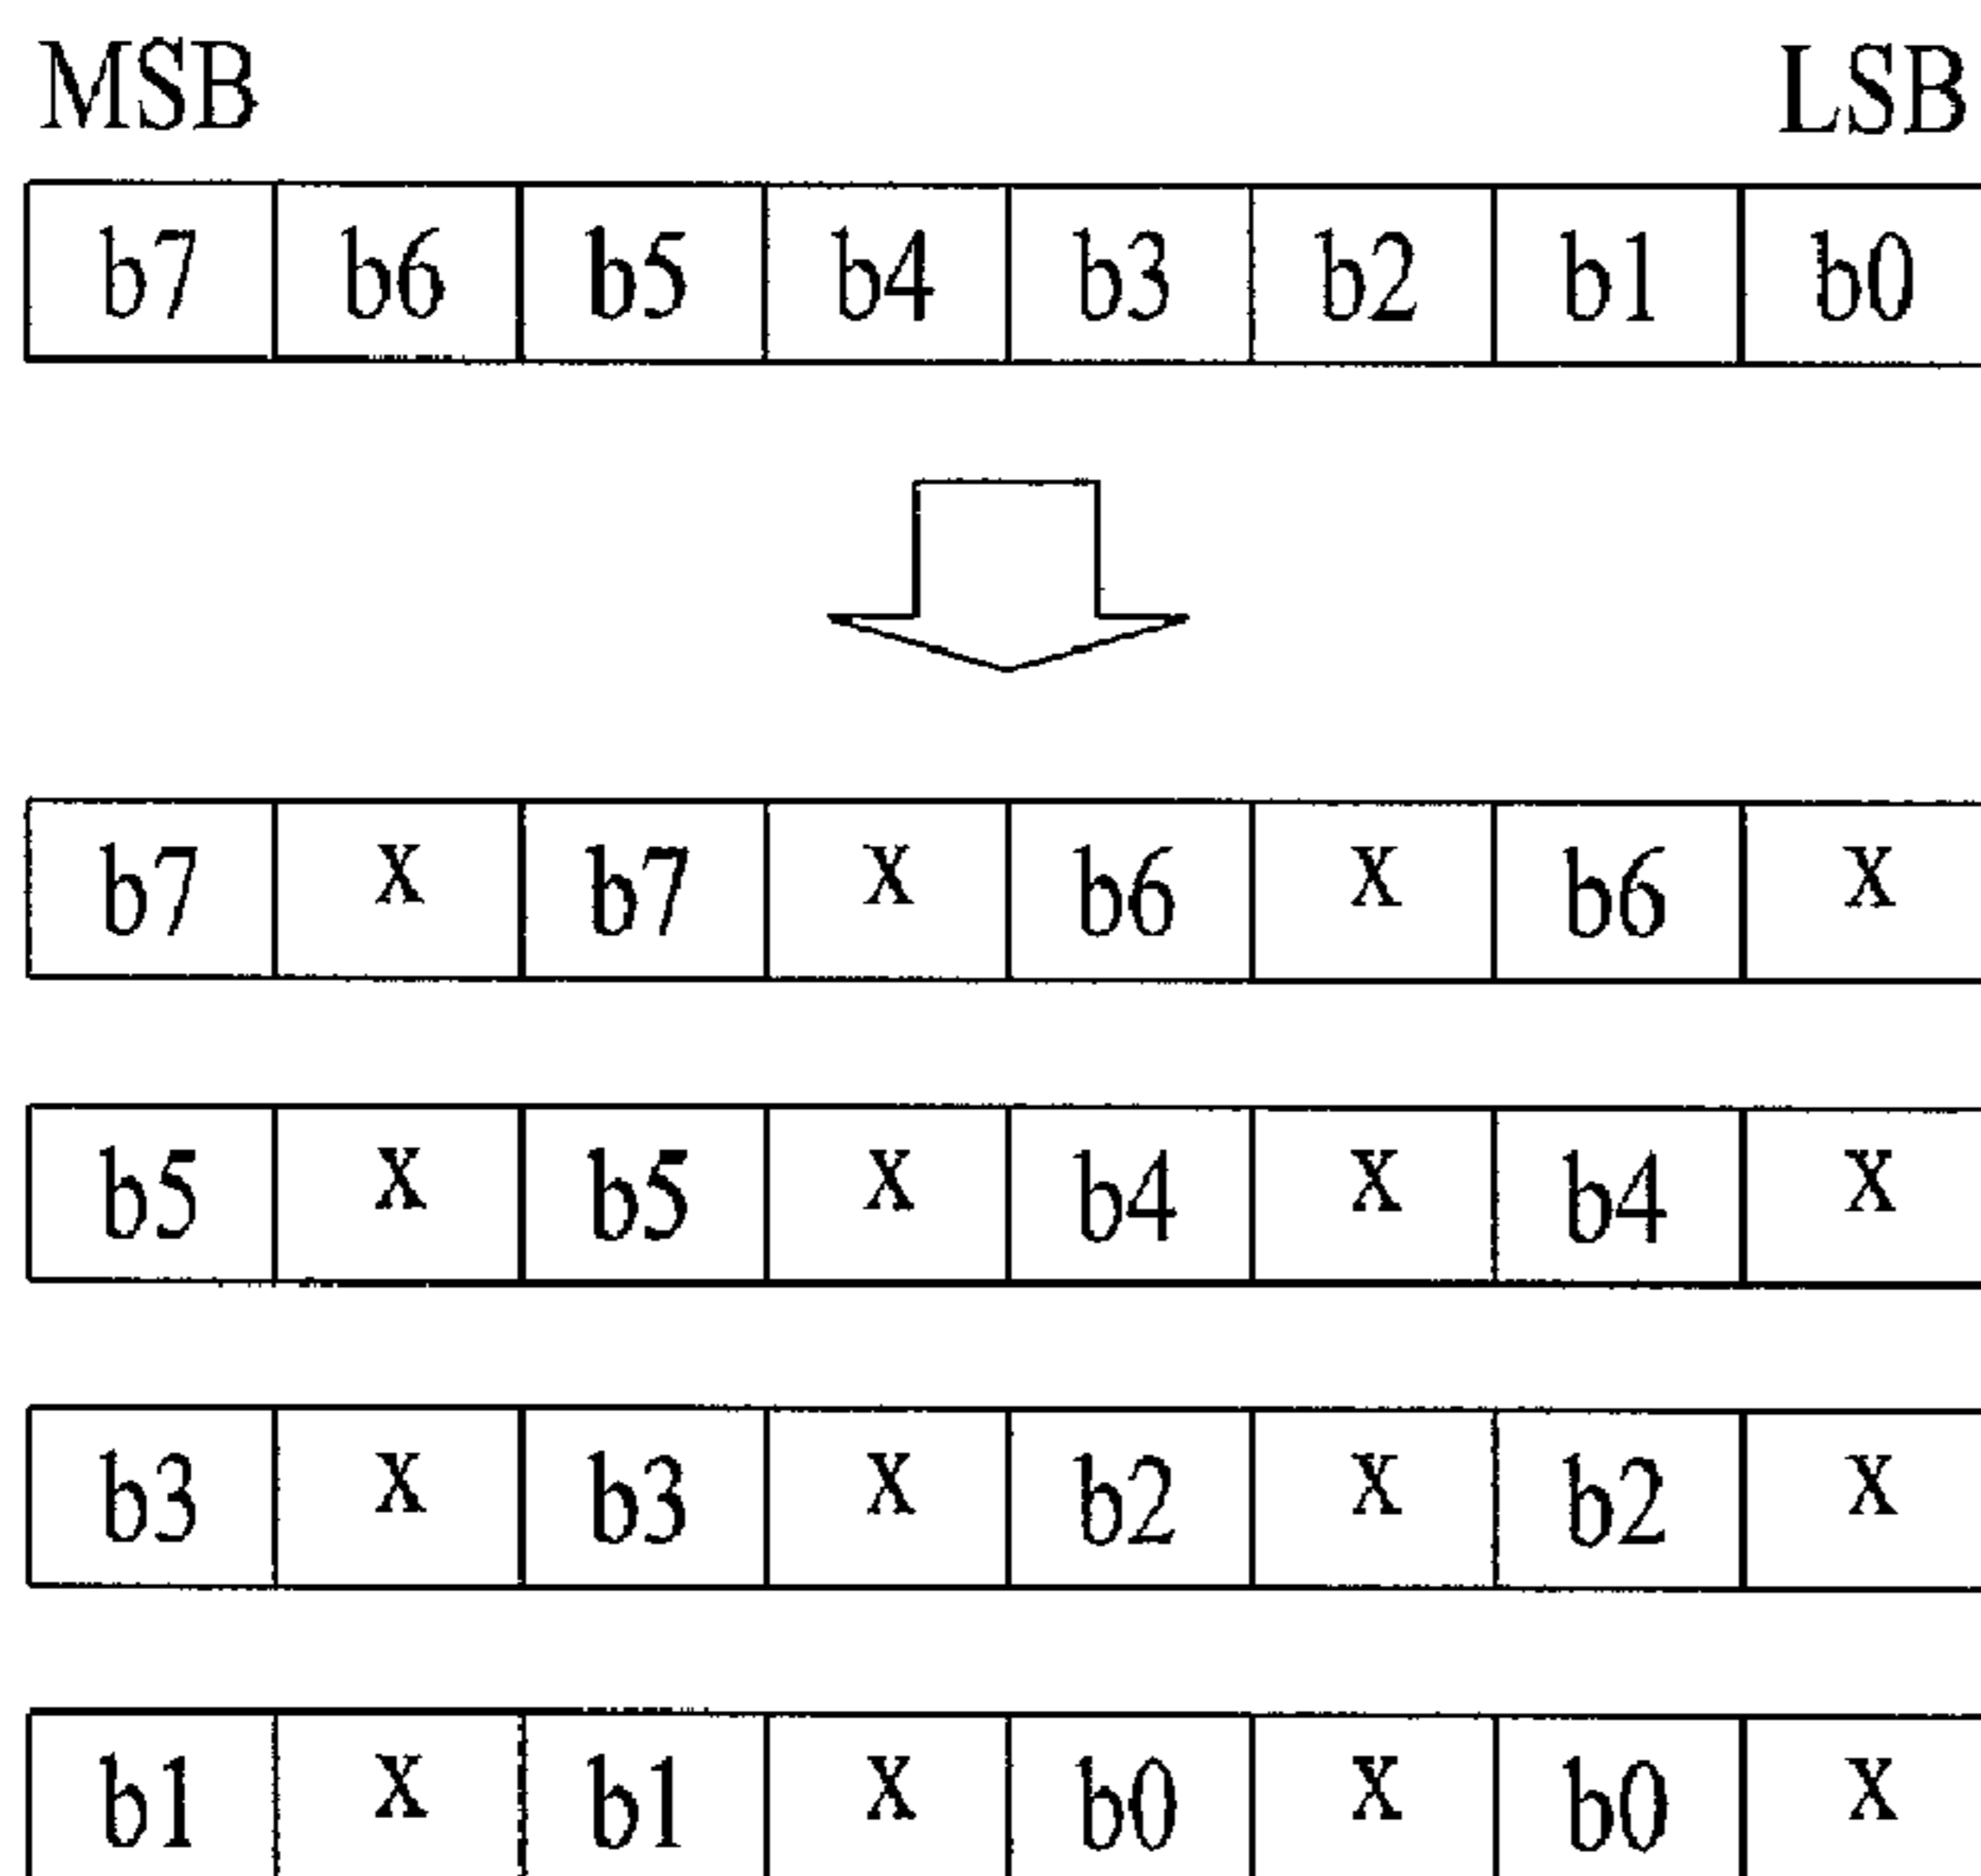 MSB LSB
b7 b6 b5 b4 b3 b2 b1 b0
b7 x b7 x b6 x b6 x
b5 x b5 x b4 x b4 x
b3 x b3 x b2 x b2 x
b1 x b1 x b0 x b0 x